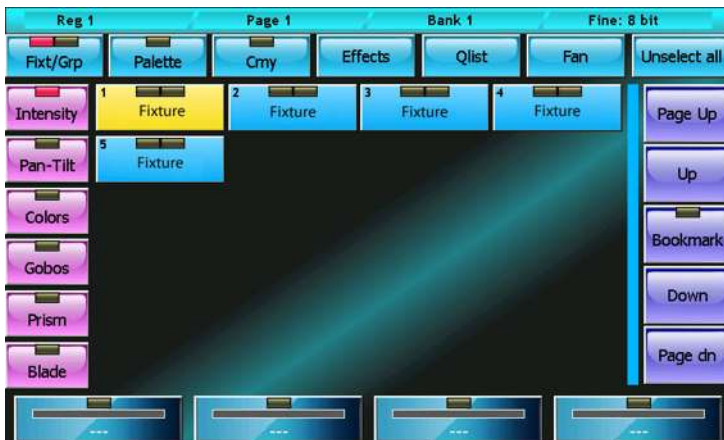 Reg 1 Page 1 Bank 1 Fine: 8 bit
Fixt/Grp Palette Cmy Effects Qlist Fan Unselect all
Intensity 1 Fixture 2 Fixture 3 Fixture 4 Fixture Page Up
Pan-Tilt 5 Fixture Up
Colors Bookmark
Gobos
Prism Down
Blade Page dn
--- --- --- ---